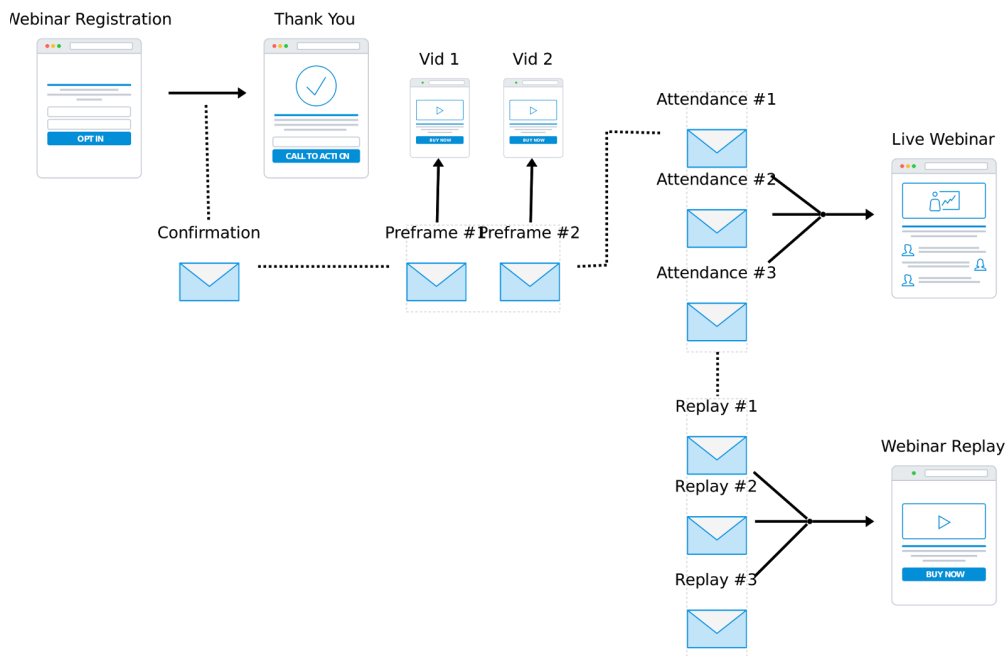 Webinar Registration
Thank You
OPT IN
CALL TO ACTION
Vid 1
Vid 2
BUY NOW
BUY NOW
Confirmation
Preframe #1
Preframe #2
Attendance #1
Attendance #2
Attendance #3
Live Webinar
Replay #1
Replay #2
Replay #3
Webinar Replay
BUY NOW